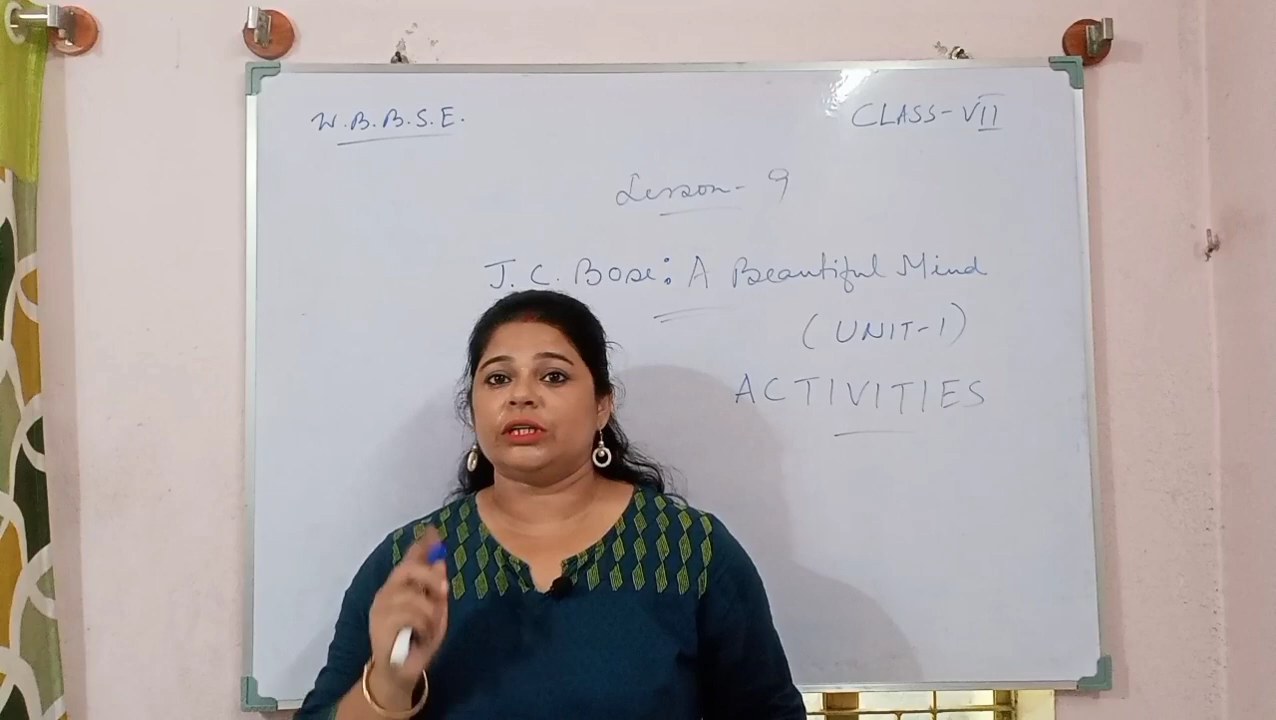 W.B.B.S.E.
CLASS-VII
Lesson-9
J.C. Bose: A Beautiful Mind
(UNIT-1)
ACTIVITIES